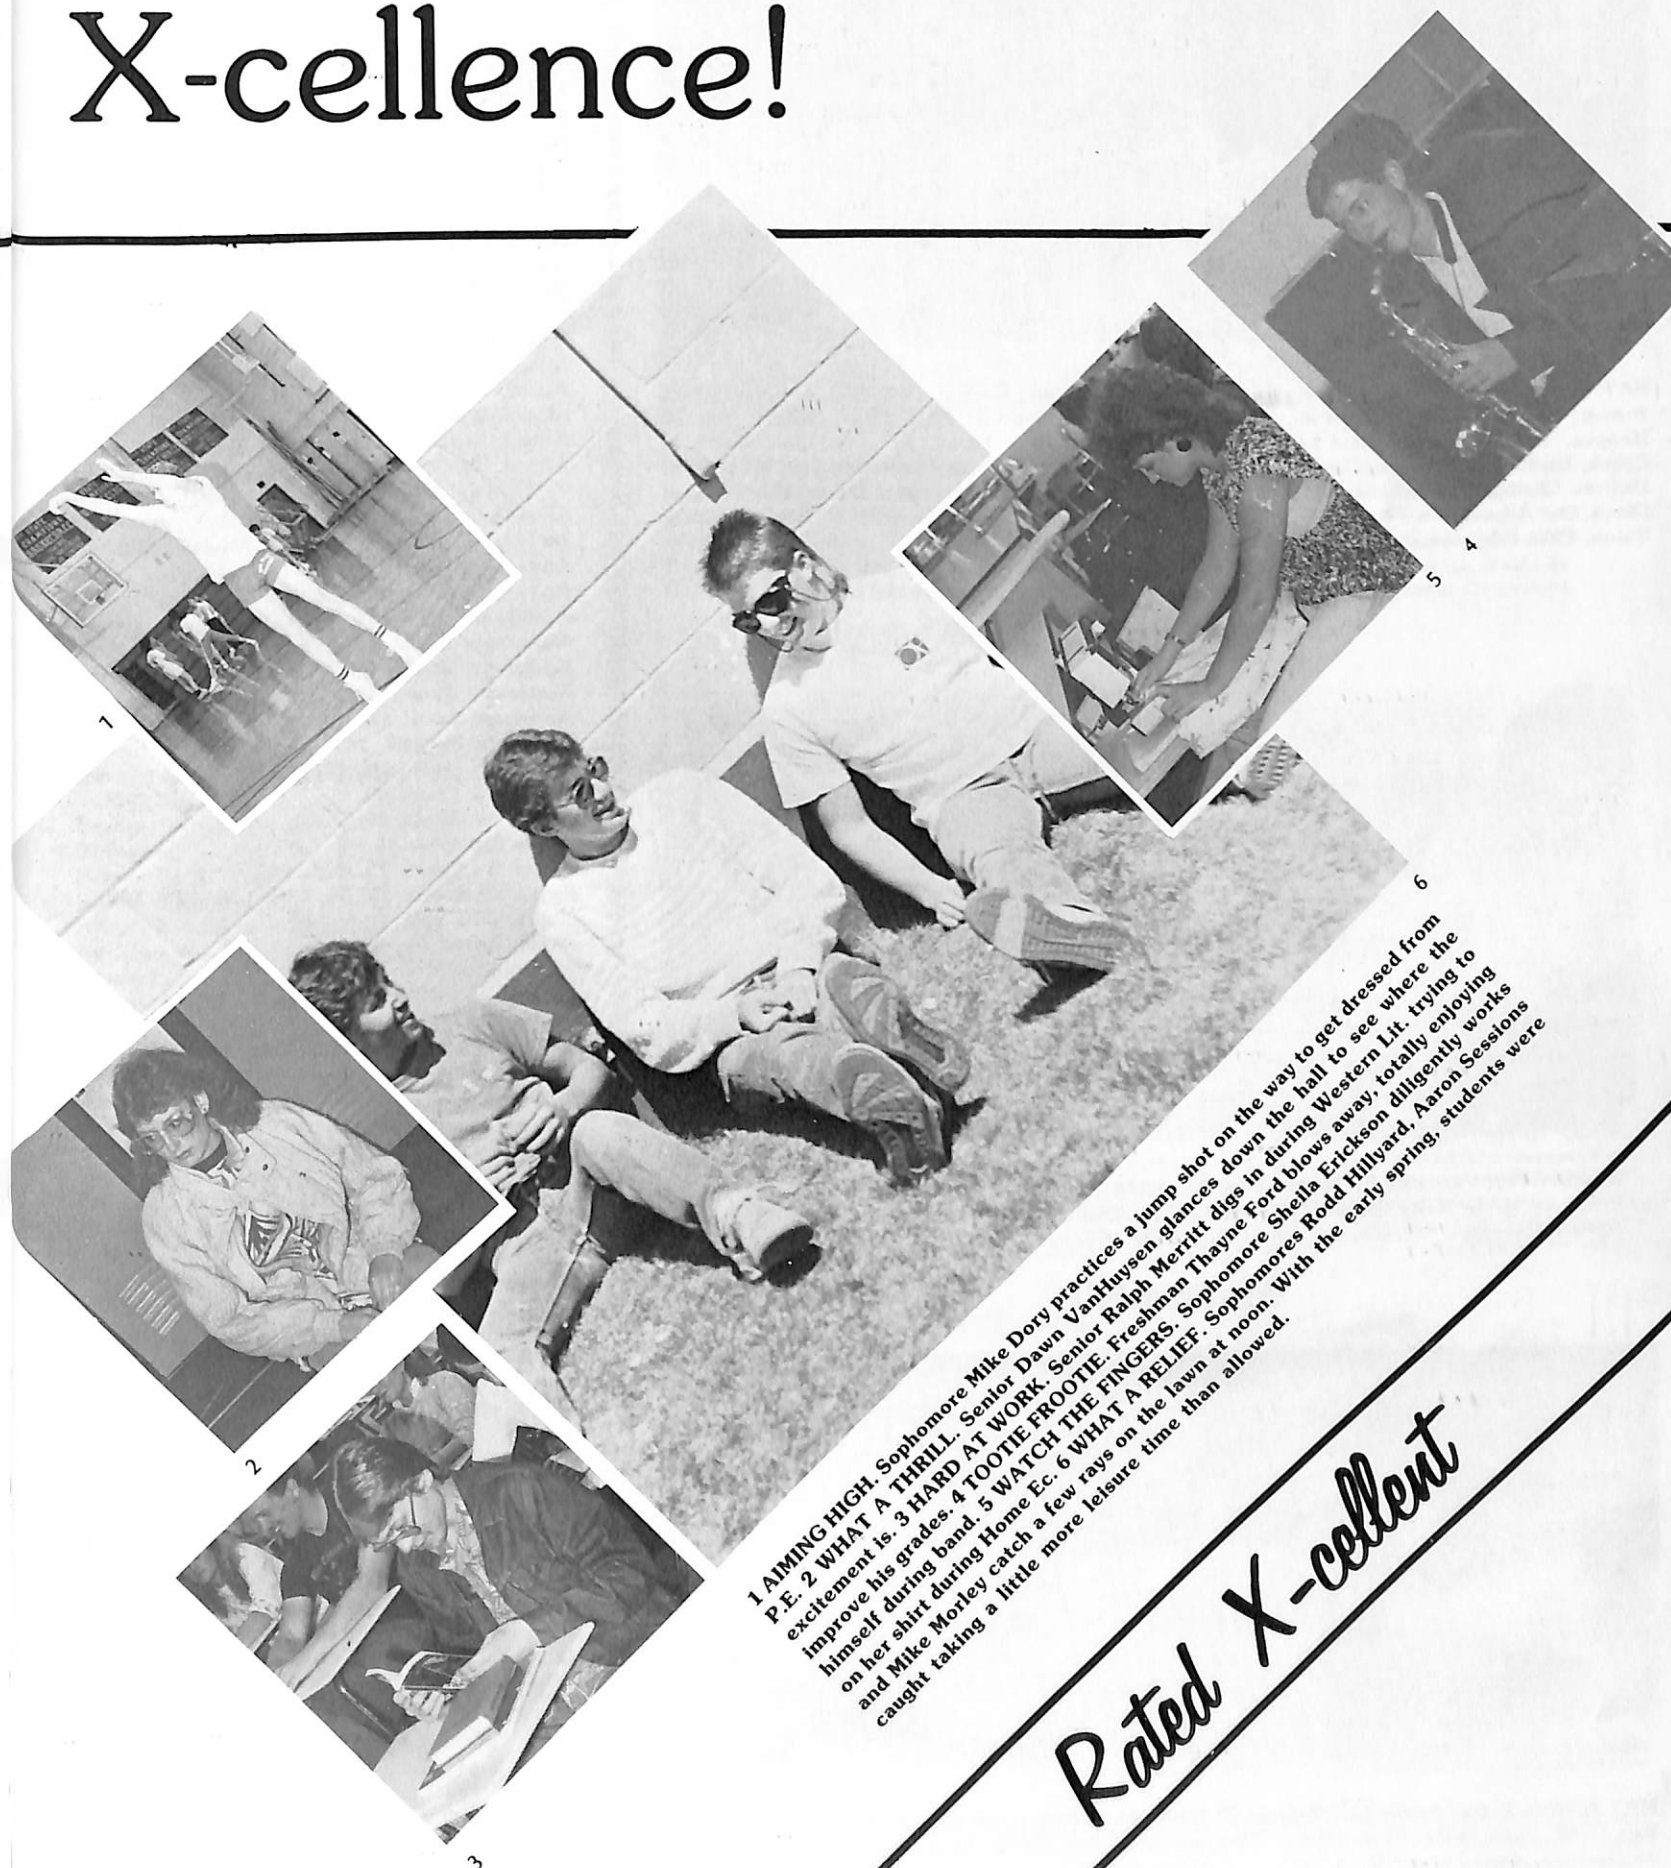 X-cellence!
1
2
3
4
5
6
1 AIMING HIGH. Sophomore Mike Dory practices a jump shot on the way to get dressed from
P.E. 2 WHAT A THRILL. Senior Dawn VanHuysen glances down the hall to see where the
excitement is. 3 HARD AT WORK. Senior Ralph Merritt digs in during Western Lit. trying to
improve his grades. 4 TOOTIE FROOTIE. Freshman Thayne Ford blows away, totally enjoying
himself during band. 5 WATCH THE FINGERS. Sophomore Sheila Erickson diligently works
on her shirt during Home Ec. 6 WHAT A RELIEF. Sophomores Rodd Hillyard, Aaron Sessions
and Mike Morley catch a few rays on the lawn at noon. With the early spring, students were
caught taking a little more leisure time than allowed.
Rated X-cellent